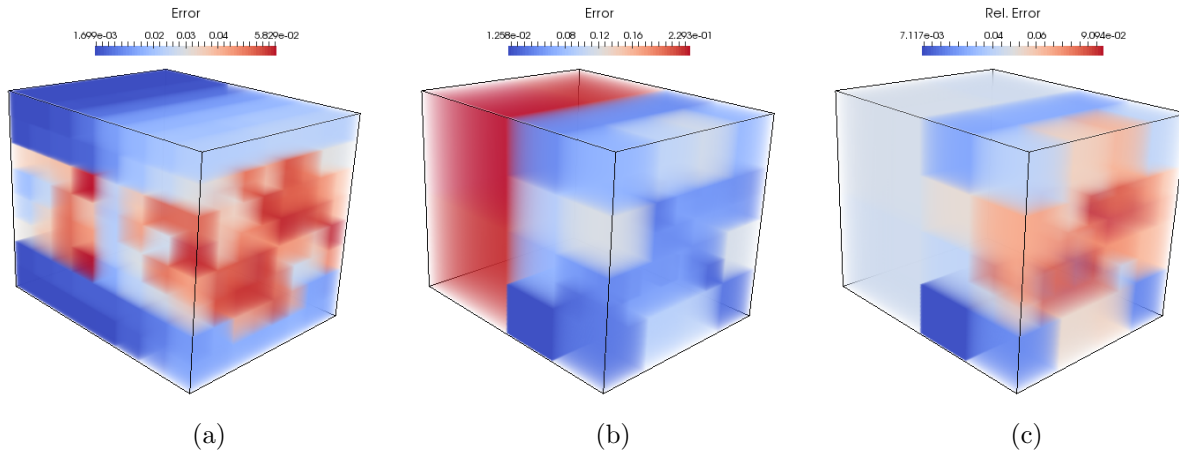 Error
1.699e-03 0.02 0.03 0.04 5.829e-02
Error
1.258e-02 0.08 0.12 0.16 2.293e-01
Rel. Error
7.117e-03 0.04 0.06 9.094e-02
(a)
(b)
(c)